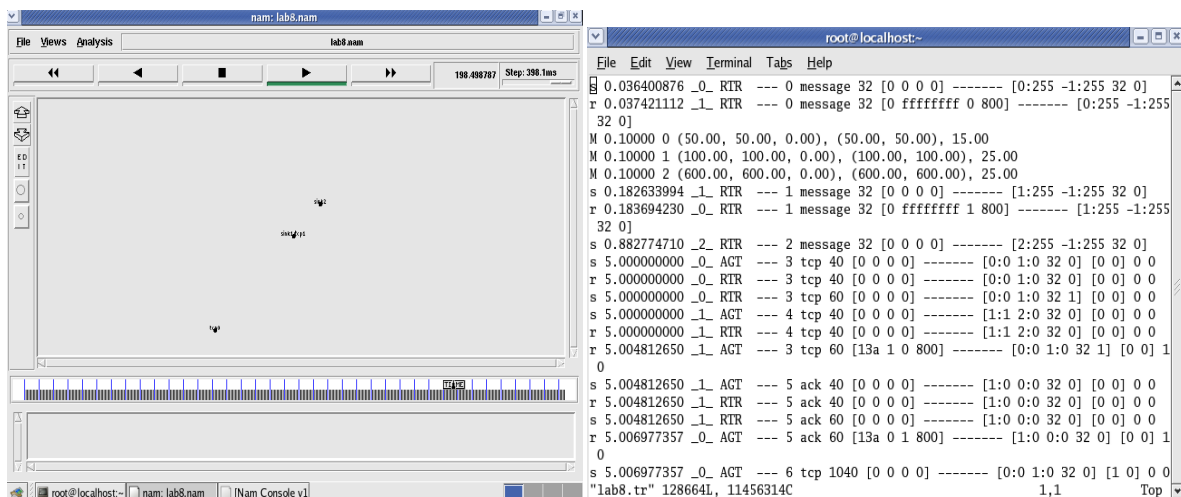 nam: lab8.nam
File Views Analysis lab8.nam
198.498787 Step: 398.1ms
ED
IT
sink2
sink1tcp1
tcp0
TIME
root@localhost:~ nam: lab8.nam [Nam Console v1
root@localhost:~
File Edit View Terminal Tabs Help
s 0.036400876 _0_ RTR --- 0 message 32 [0 0 0 0] ------- [0:255 -1:255 32 0]
r 0.037421112 _1_ RTR --- 0 message 32 [0 ffffffff 0 800] ------- [0:255 -1:255
32 0]
M 0.10000 0 (50.00, 50.00, 0.00), (50.00, 50.00), 15.00
M 0.10000 1 (100.00, 100.00, 0.00), (100.00, 100.00), 25.00
M 0.10000 2 (600.00, 600.00, 0.00), (600.00, 600.00), 25.00
s 0.182633994 _1_ RTR --- 1 message 32 [0 0 0 0] ------- [1:255 -1:255 32 0]
r 0.183694230 _0_ RTR --- 1 message 32 [0 ffffffff 1 800] ------- [1:255 -1:255
32 0]
s 0.882774710 _2_ RTR --- 2 message 32 [0 0 0 0] ------- [2:255 -1:255 32 0]
s 5.000000000 _0_ AGT --- 3 tcp 40 [0 0 0 0] ------- [0:0 1:0 32 0] [0 0] 0 0
r 5.000000000 _0_ RTR --- 3 tcp 40 [0 0 0 0] ------- [0:0 1:0 32 0] [0 0] 0 0
s 5.000000000 _0_ RTR --- 3 tcp 60 [0 0 0 0] ------- [0:0 1:0 32 1] [0 0] 0 0
s 5.000000000 _1_ AGT --- 4 tcp 40 [0 0 0 0] ------- [1:1 2:0 32 0] [0 0] 0 0
r 5.000000000 _1_ RTR --- 4 tcp 40 [0 0 0 0] ------- [1:1 2:0 32 0] [0 0] 0 0
r 5.004812650 _1_ AGT --- 3 tcp 60 [13a 1 0 800] ------- [0:0 1:0 32 1] [0 0] 1
0
s 5.004812650 _1_ AGT --- 5 ack 40 [0 0 0 0] ------- [1:0 0:0 32 0] [0 0] 0 0
r 5.004812650 _1_ RTR --- 5 ack 40 [0 0 0 0] ------- [1:0 0:0 32 0] [0 0] 0 0
s 5.004812650 _1_ RTR --- 5 ack 60 [0 0 0 0] ------- [1:0 0:0 32 0] [0 0] 0 0
r 5.006977357 _0_ AGT --- 5 ack 60 [13a 0 1 800] ------- [1:0 0:0 32 0] [0 0] 1
0
s 5.006977357 _0_ AGT --- 6 tcp 1040 [0 0 0 0] ------- [0:0 1:0 32 0] [1 0] 0 0
"lab8.tr" 128664L, 11456314C 1,1 Top